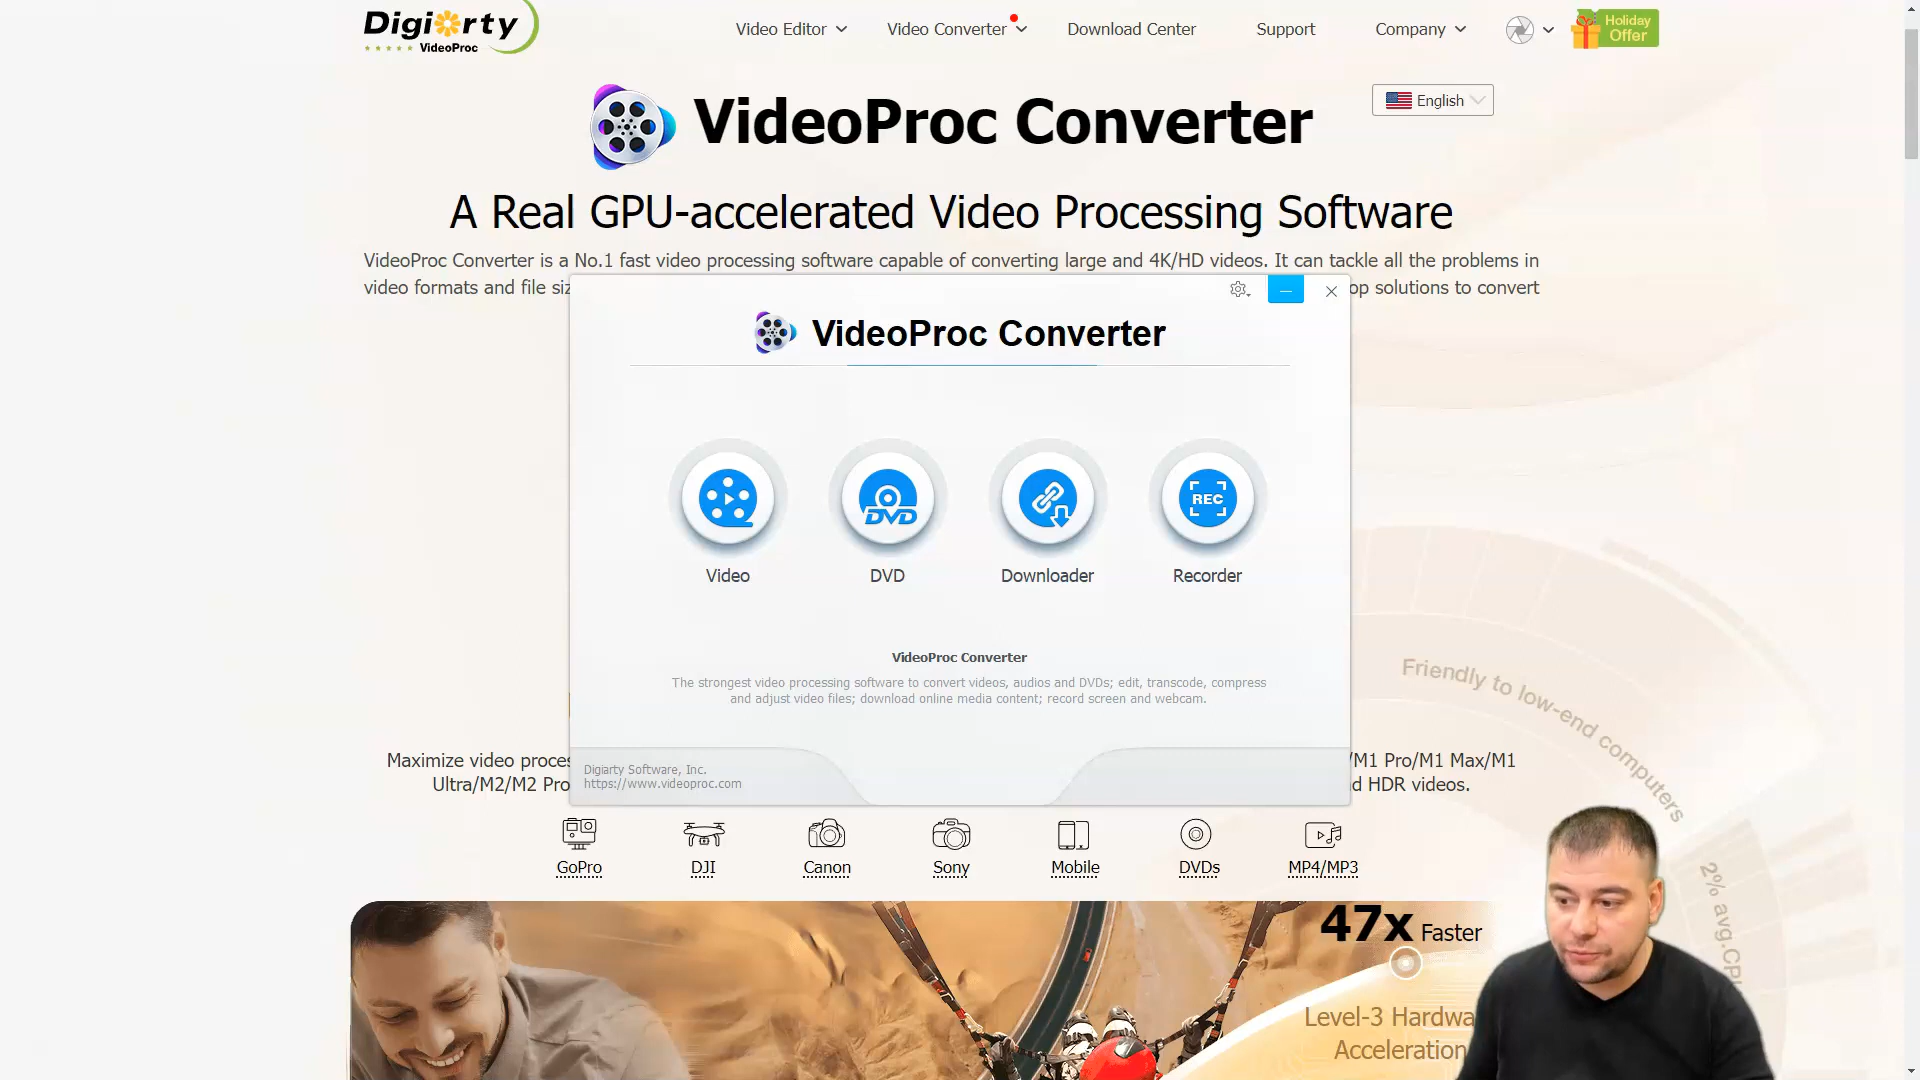 Digiarty
VideoProc
Video Editor
Video Converter
Download Center
Support
Company
Holiday
Offer
English
VideoProc Converter
A Real GPU-accelerated Video Processing Software
VideoProc Converter is a No.1 fast video processing software capable of converting large and 4K/HD videos. It can tackle all the problems in
video formats and file siz
op solutions to convert
VideoProc Converter
DVD
REC
Video
DVD
Downloader
Recorder
VideoProc Converter
The strongest video processing software to convert videos, audios and DVDs; edit, transcode, compress
and adjust video files; download online media content; record screen and webcam.
Digiarty Software, Inc.
https://www.videoproc.com
Friendly to low-end computers
Maximize video proces
/M1 Pro/M1 Max/M1
Ultra/M2/M2 Pro
d HDR videos.
GoPro
DJI
Canon
Sony
Mobile
DVDs
MP4/MP3
2% avg.CP
47x Faster
Level-3 Hardwa
Acceleration